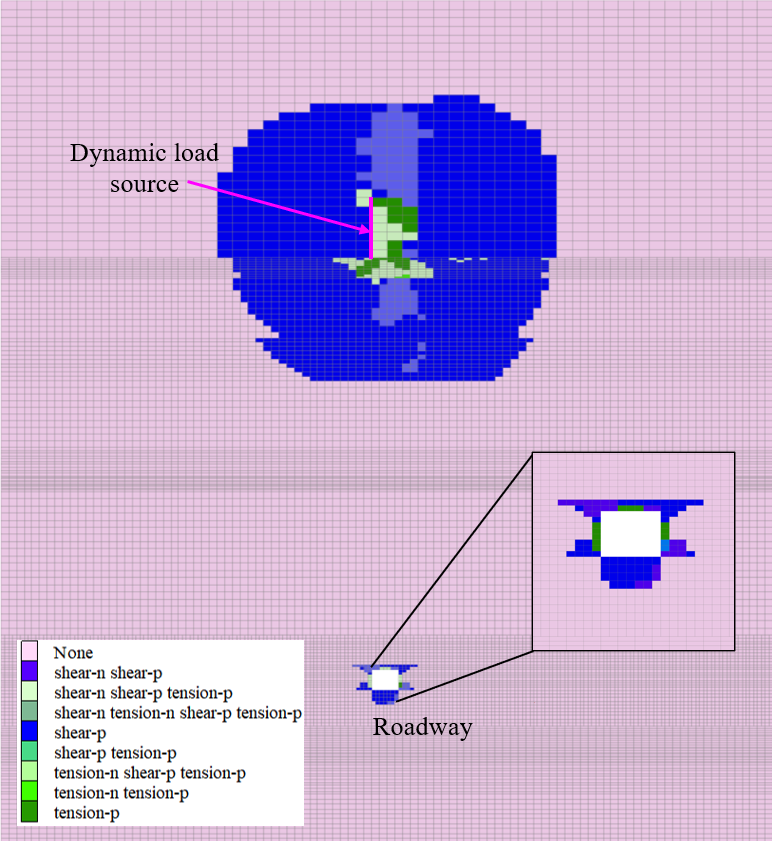 Dynamic load
source
None
shear-n shear-p
shear-n shear-p tension-p
shear-n tension-n shear-p tension-p
shear-p
shear-p tension-p
tension-n shear-p tension-p
tension-n tension-p
tension-p
Roadway